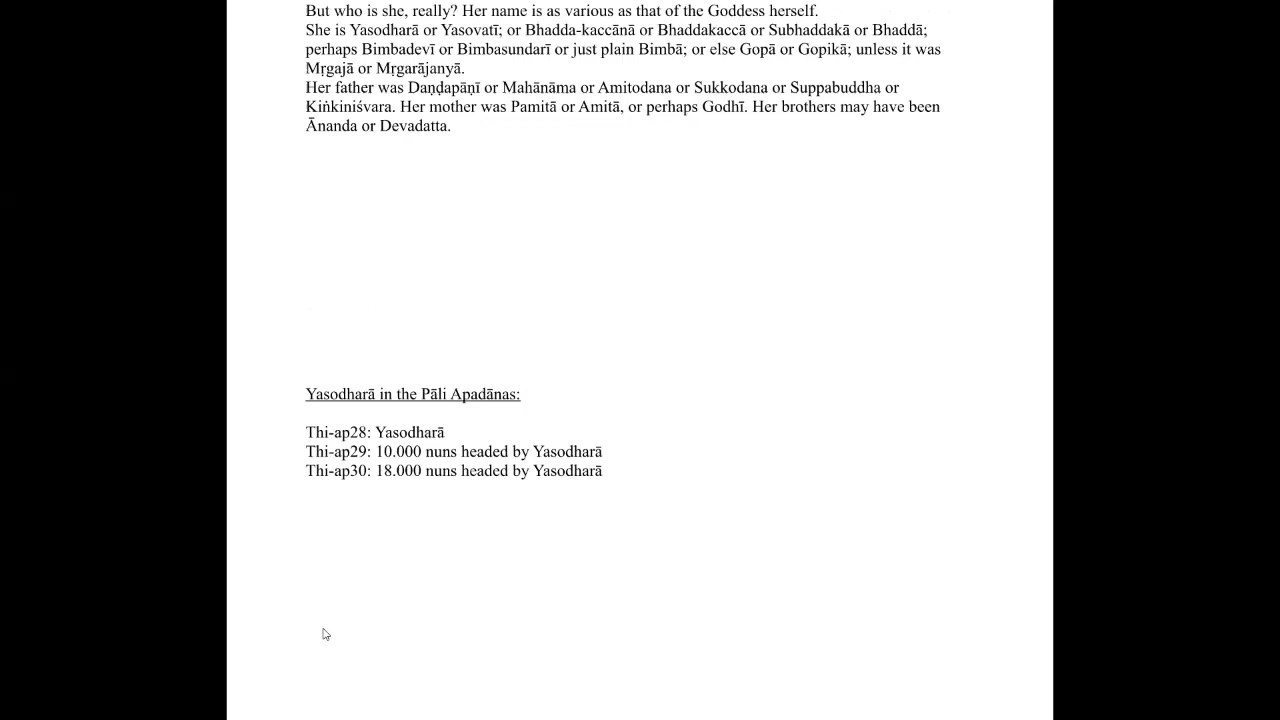 But who is she, really? Her name is as various as that of the Goddess herself.
She is Yasodharā or Yasovatī; or Bhadda-kaccānā or Bhaddakaccā or Subhaddakā or Bhaddā;
perhaps Bimbadevī or Bimbasundarī or just plain Bimbā; or else Gopā or Gopikā; unless it was
Mṛgajā or Mṛgarājanyā.
Her father was Daṇḍapāṇī or Mahānāma or Amitodana or Sukkodana or Suppabuddha or
Kiṅkiniśvara. Her mother was Pamitā or Amitā, or perhaps Godhī. Her brothers may have been
Ānanda or Devadatta.
Yasodharā in the Pāli Apadānas:
Thi-ap28: Yasodharā
Thi-ap29: 10.000 nuns headed by Yasodharā
Thi-ap30: 18.000 nuns headed by Yasodharā